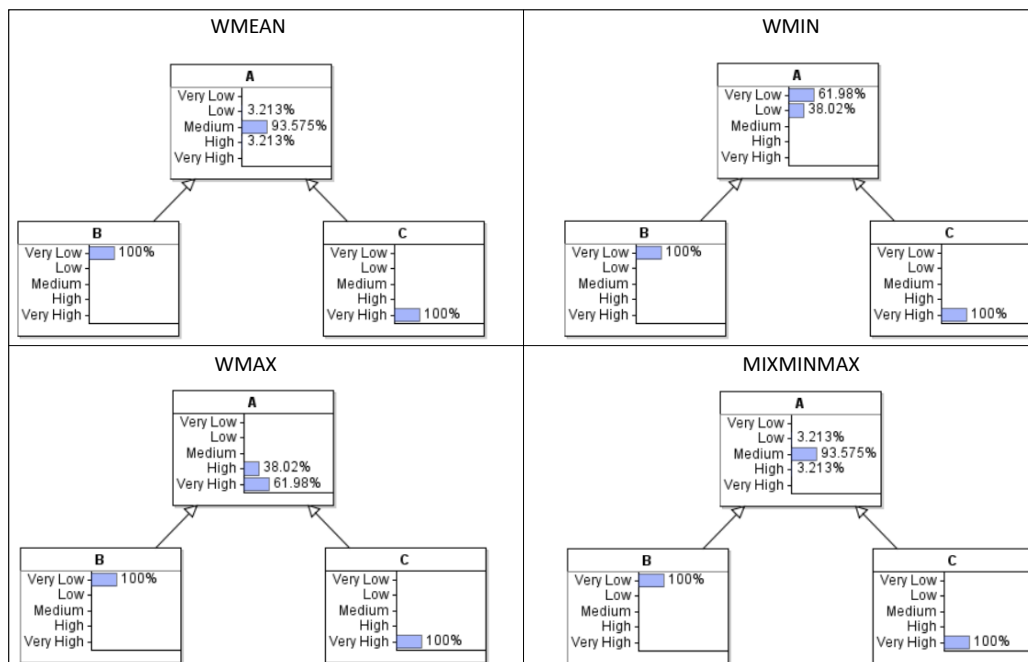 WMEAN
A
Very Low
Low 3.213%
Medium 93.575%
High 3.213%
Very High
B
Very Low 100%
Low
Medium
High
Very High
C
Very Low
Low
Medium
High
Very High 100%
WMIN
A
Very Low 61.98%
Low 38.02%
Medium
High
Very High
B
Very Low 100%
Low
Medium
High
Very High
C
Very Low
Low
Medium
High
Very High 100%
WMAX
A
Very Low
Low
Medium
High 38.02%
Very High 61.98%
B
Very Low 100%
Low
Medium
High
Very High
C
Very Low
Low
Medium
High
Very High 100%
MIXMINMAX
A
Very Low
Low 3.213%
Medium 93.575%
High 3.213%
Very High
B
Very Low 100%
Low
Medium
High
Very High
C
Very Low
Low
Medium
High
Very High 100%